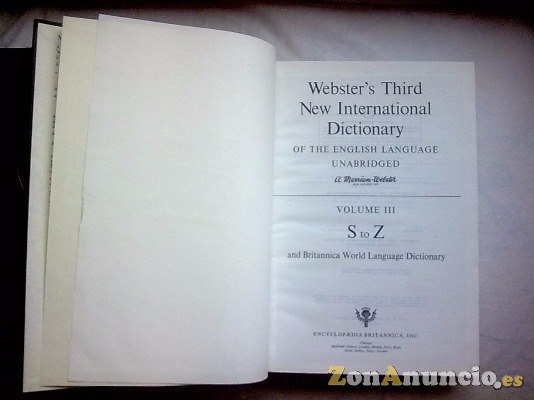 Webster's Third
New International
Dictionary
OF THE ENGLISH LANGUAGE
UNABRIDGED
a Merriam-Webster
VOLUME III
S to Z
and Britannica World Language Dictionary
ENCYCLOPÆDIA BRITANNICA, INC.
Chicago
ZonAnuncio.es